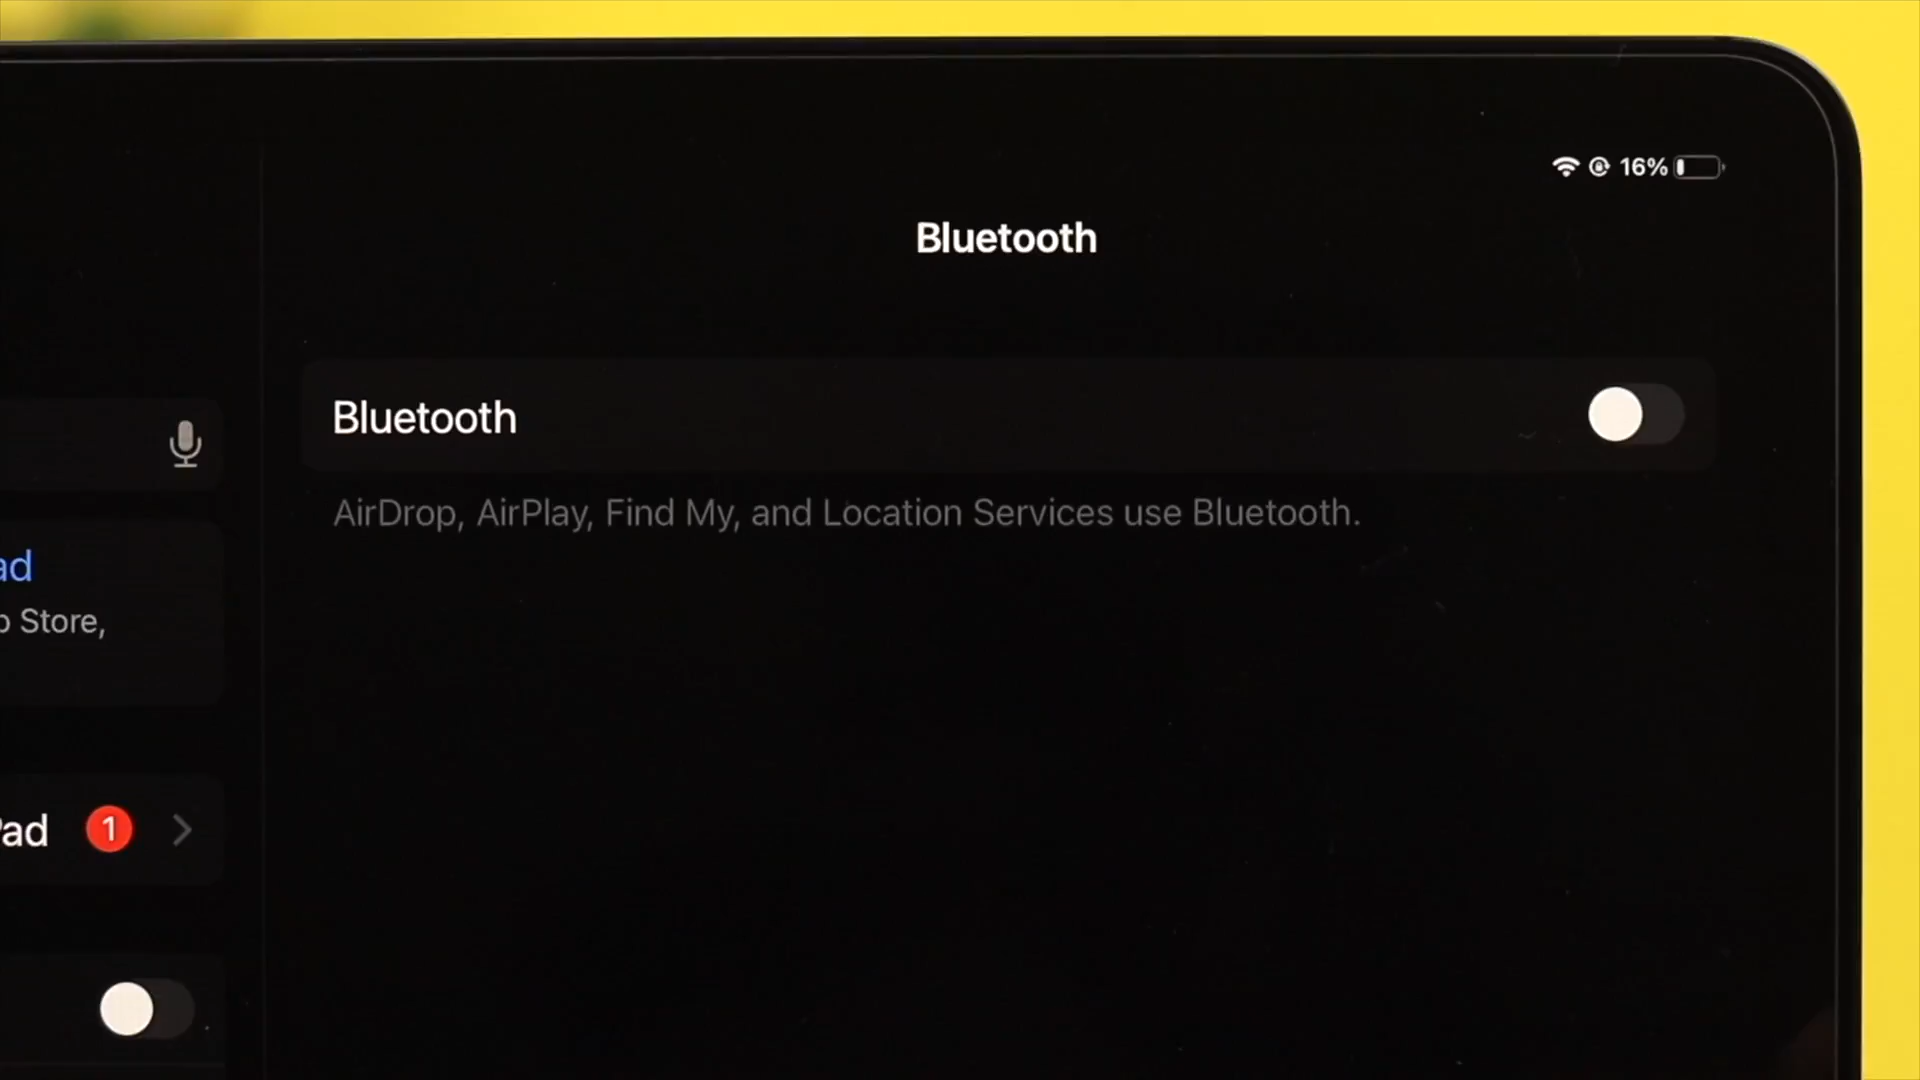 16%
Bluetooth
Bluetooth
AirDrop, AirPlay, Find My, and Location Services use Bluetooth.
ad
Store,
ad
1